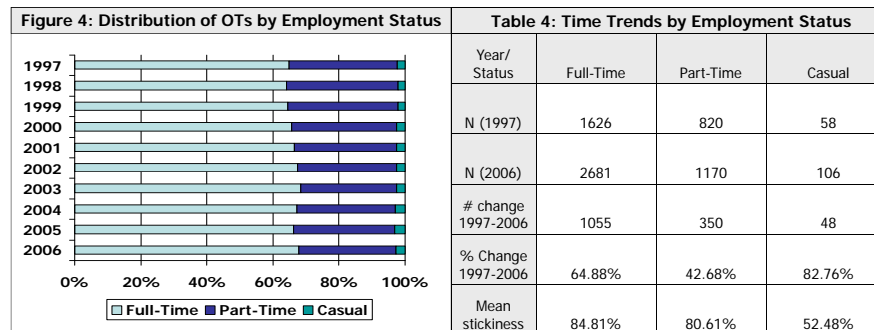 Figure 4: Distribution of OTs by Employment Status
1997
1998
1999
2000
2001
2002
2003
2004
2005
2006
0% 20% 40% 60% 80% 100%
Full-Time Part-Time Casual
Table 4: Time Trends by Employment Status
Year/
Status Full-Time Part-Time Casual
N (1997) 1626 820 58
N (2006) 2681 1170 106
# change
1997-2006 1055 350 48
% Change
1997-2006 64.88% 42.68% 82.76%
Mean
stickiness 84.81% 80.61% 52.48%